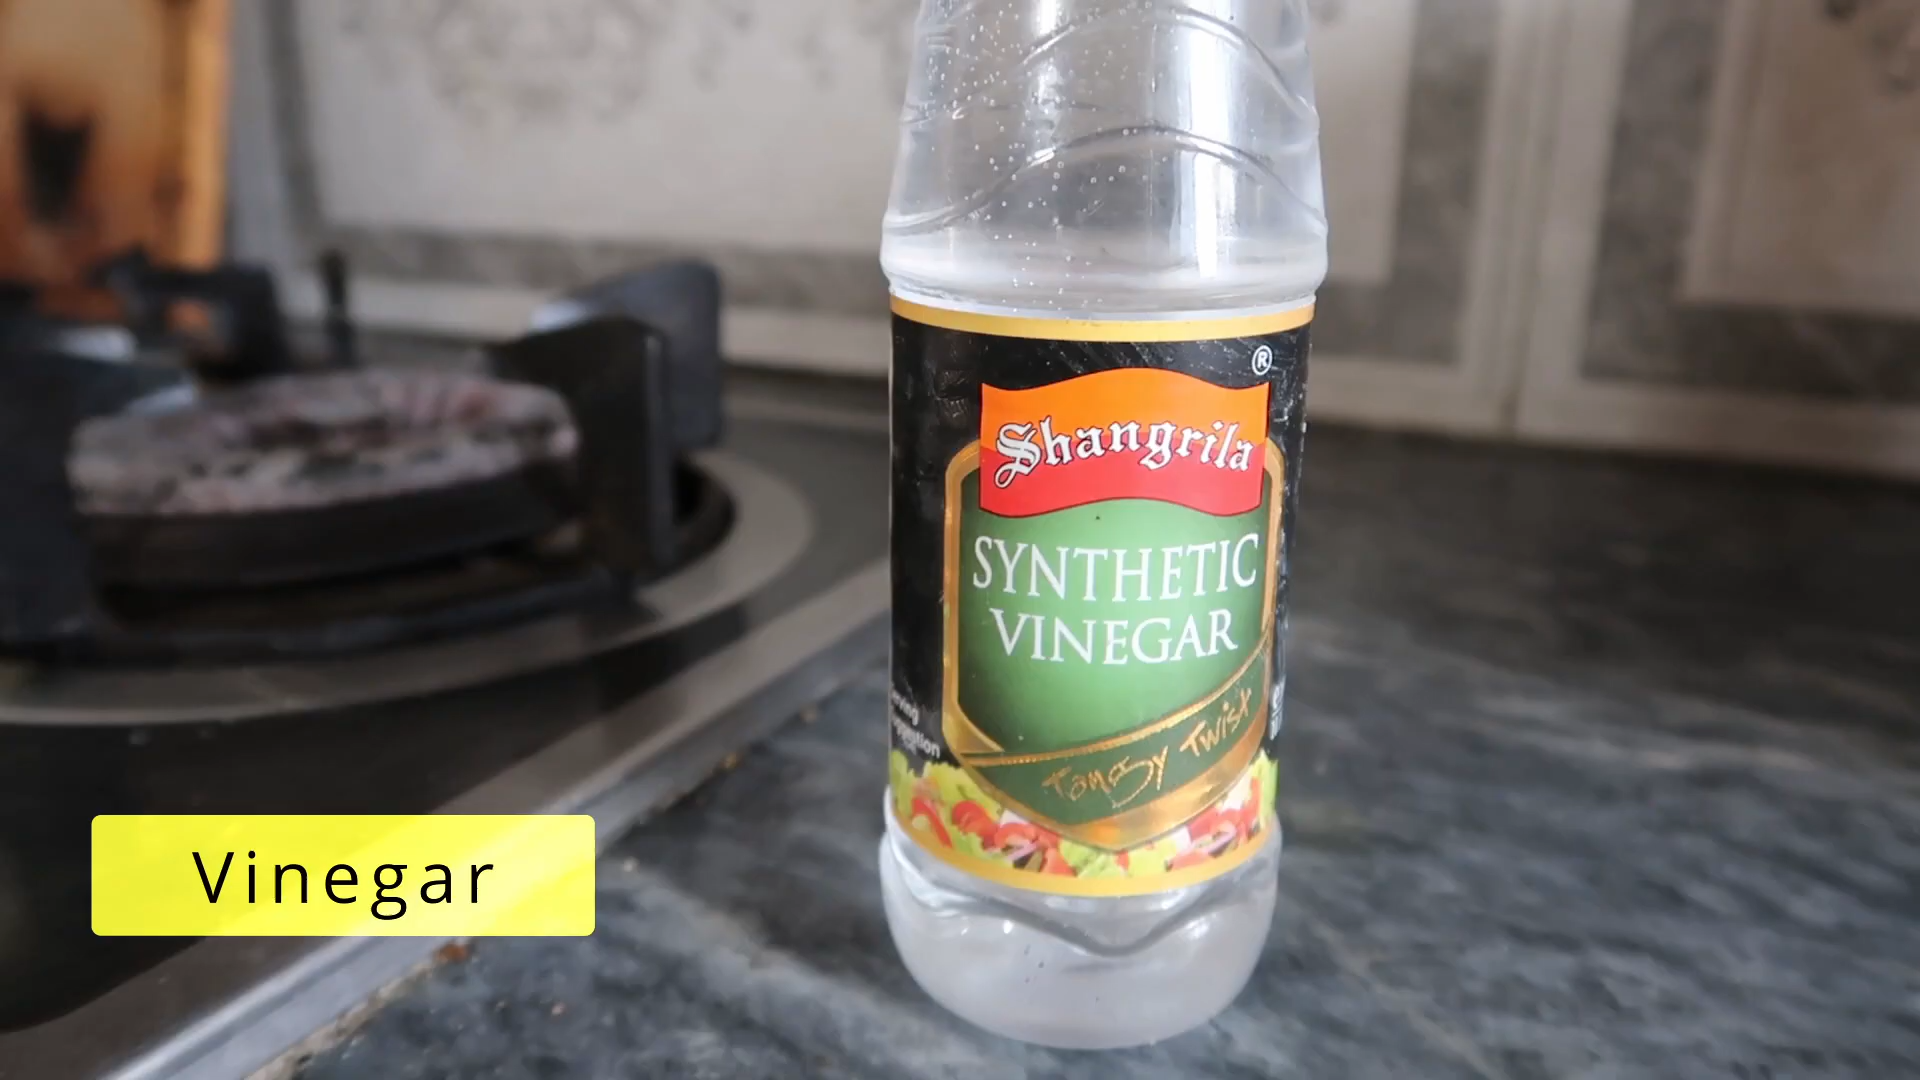 ®
Shangrila
SYNTHETIC
VINEGAR
Tangy Twist
Vinegar